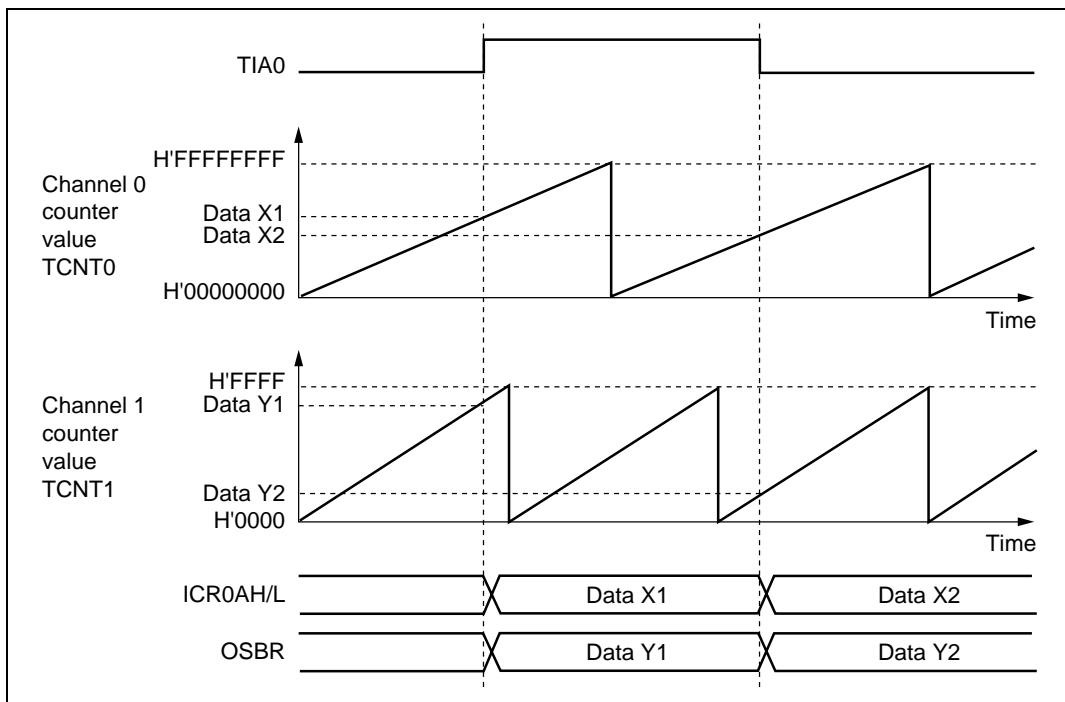 TIA0
H'FFFFFFFF
Channel 0
counter
value
TCNT0
Data X1
Data X2
H'00000000
Time
H'FFFF
Channel 1
counter
value
TCNT1
Data Y1
Data Y2
H'0000
Time
ICR0AH/L
Data X1
Data X2
OSBR
Data Y1
Data Y2